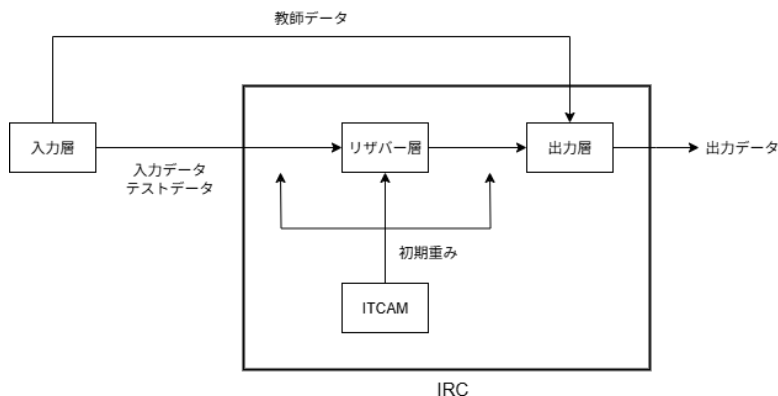 教師データ
入力層
リザバー層
出力層
出力データ
入力データ
テストデータ
初期重み
ITCAM
IRC